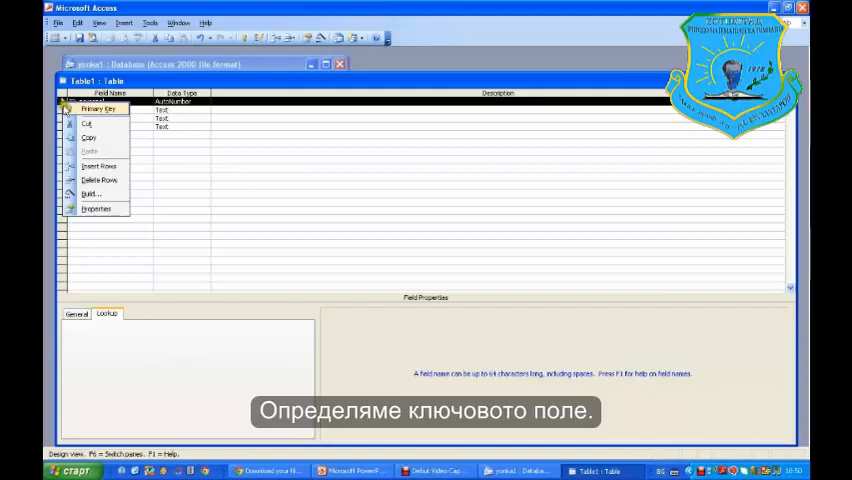 Microsoft Access
File Edit View Insert Tools Window Help
yonka1 : Database (Access 2000 file format)
Table1 : Table
Field Name Data Type Description
AutoNumber
Primary Key Text
Cut Text
Copy Text
Paste
Insert Rows
Delete Rows
Build...
Properties
Field Properties
General Lookup
A field name can be up to 64 characters long, including spaces. Press F1 for help on field names.
Определяме ключовото поле.
Design view. F6 = Switch panes. F1 = Help.
старт Download your fil... Microsoft PowerP... Debut Video Cap... yonka1 : Databa... Table1 : Table BG 18:50